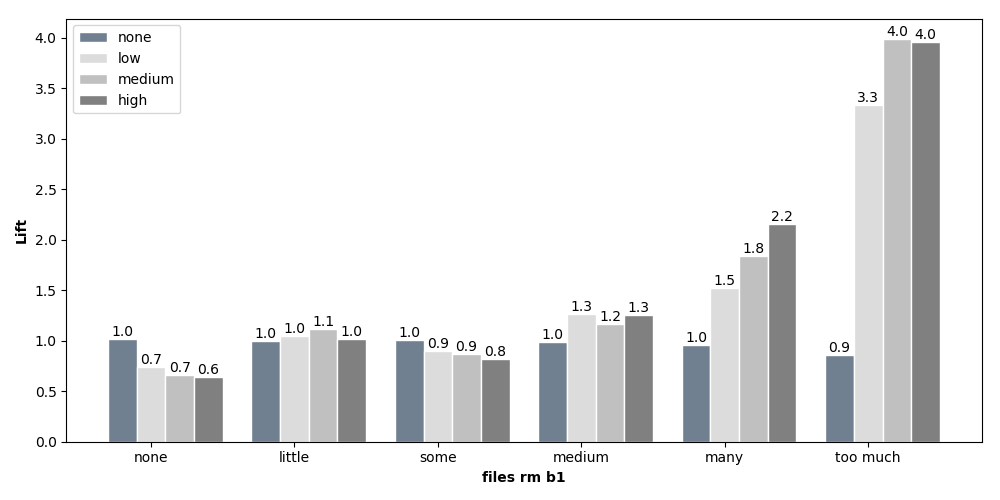 none
low
medium
high
Lift
4.0
3.5
3.0
2.5
2.0
1.5
1.0
0.5
0.0
1.0 0.7 0.7 0.6
1.0 1.0 1.1 1.0
1.0 0.9 0.9 0.8
1.0 1.3 1.2 1.3
1.0 1.5 1.8 2.2
0.9 3.3 4.0 4.0
none little some medium many too much
files rm b1